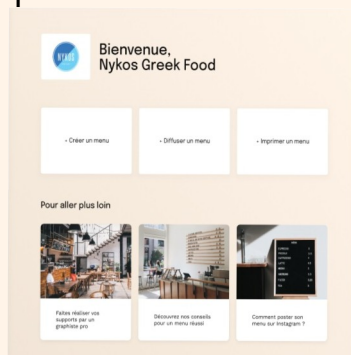 NYKOS
Bienvenue,
Nykos Greek Food
+ Créer un menu
+ Diffuser un menu
+ Imprimer un menu
Pour aller plus loin
Faites réaliser vos
supports par un
graphiste pro
Découvrez nos conseils
pour un menu réussi
Comment poster son
menu sur Instagram ?